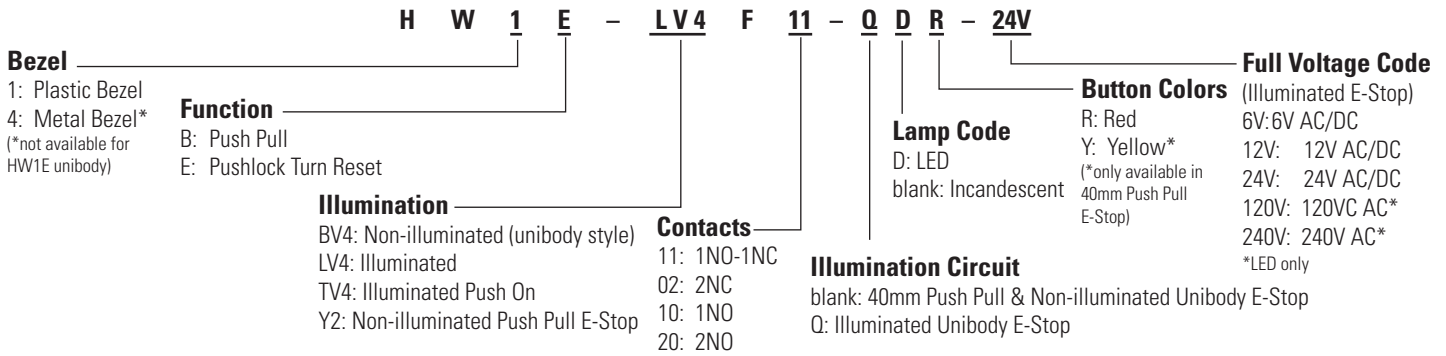 H W 1 E – LV4 F 11 – Q D R – 24V
Bezel
1: Plastic Bezel
4: Metal Bezel*
(*not available for
HW1E unibody)
Function
B: Push Pull
E: Pushlock Turn Reset
Illumination
BV4: Non-illuminated (unibody style)
LV4: Illuminated
TV4: Illuminated Push On
Y2: Non-illuminated Push Pull E-Stop
Contacts
11: 1NO-1NC
02: 2NC
10: 1NO
20: 2NO
Illumination Circuit
blank: 40mm Push Pull & Non-illuminated Unibody E-Stop
Q: Illuminated Unibody E-Stop
Lamp Code
D: LED
blank: Incandescent
Button Colors
R: Red
Y: Yellow*
(*only available in
40mm Push Pull
E-Stop)
Full Voltage Code
(Illuminated E-Stop)
6V:6V AC/DC
12V: 12V AC/DC
24V: 24V AC/DC
120V: 120VC AC*
240V: 240V AC*
*LED only